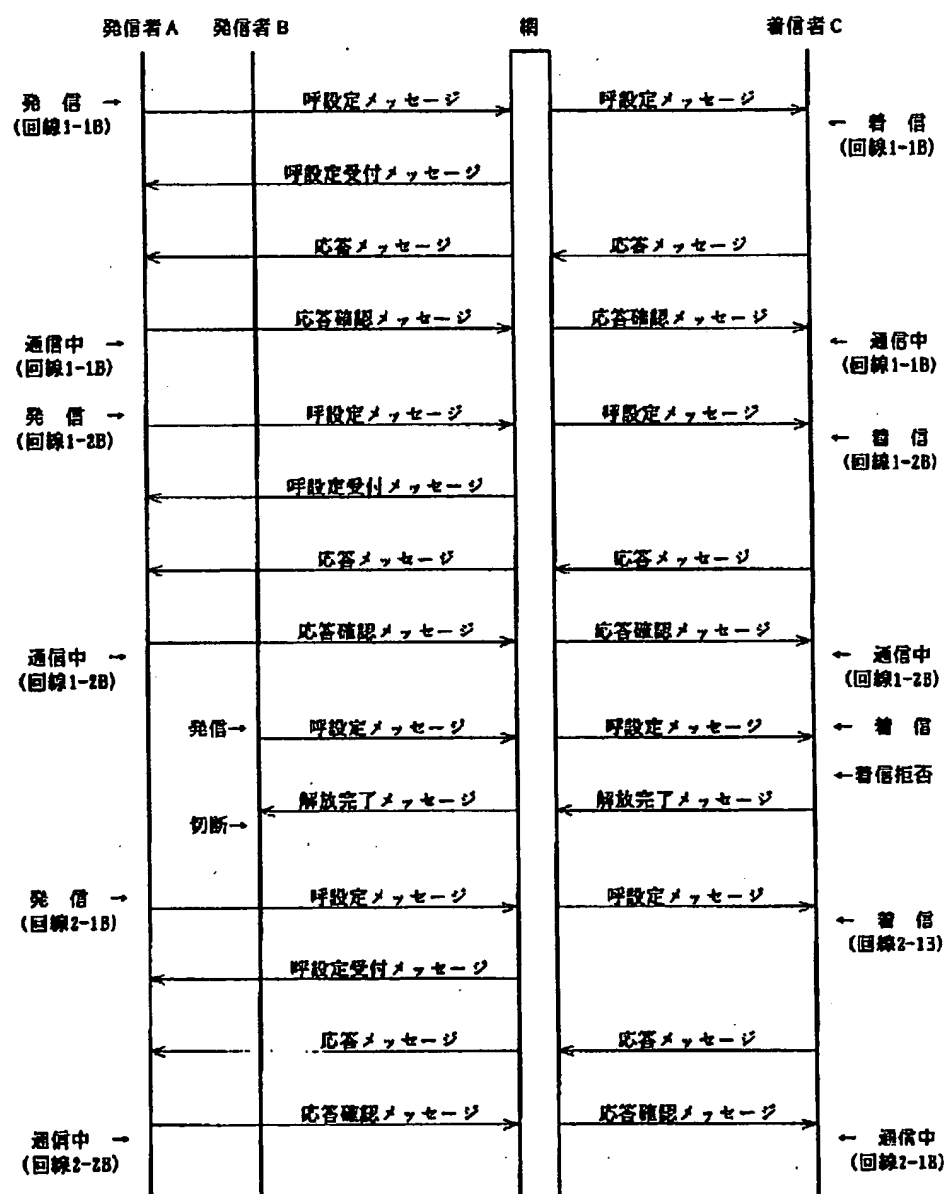 発信者A 発信者B 網 着信者C
発 信 → 呼設定メッセージ 呼設定メッセージ
(回線1-1B) ← 着 信
(回線1-1B)
呼設定受付メッセージ
応答メッセージ 応答メッセージ
応答確認メッセージ 応答確認メッセージ
通信中 → ← 通信中
(回線1-1B) (回線1-1B)
発 信 → 呼設定メッセージ 呼設定メッセージ
(回線1-2B) ← 着 信
(回線1-2B)
呼設定受付メッセージ
応答メッセージ 応答メッセージ
応答確認メッセージ 応答確認メッセージ
通信中 → ← 通信中
(回線1-2B) (回線1-2B)
発信→ 呼設定メッセージ 呼設定メッセージ ← 着 信
←着信拒否
解放完了メッセージ 解放完了メッセージ
切断→
発 信 → 呼設定メッセージ 呼設定メッセージ
(回線2-1B) ← 着 信
(回線2-1B)
呼設定受付メッセージ
応答メッセージ 応答メッセージ
応答確認メッセージ 応答確認メッセージ
通信中 → ← 通信中
(回線2-2B) (回線2-1B)